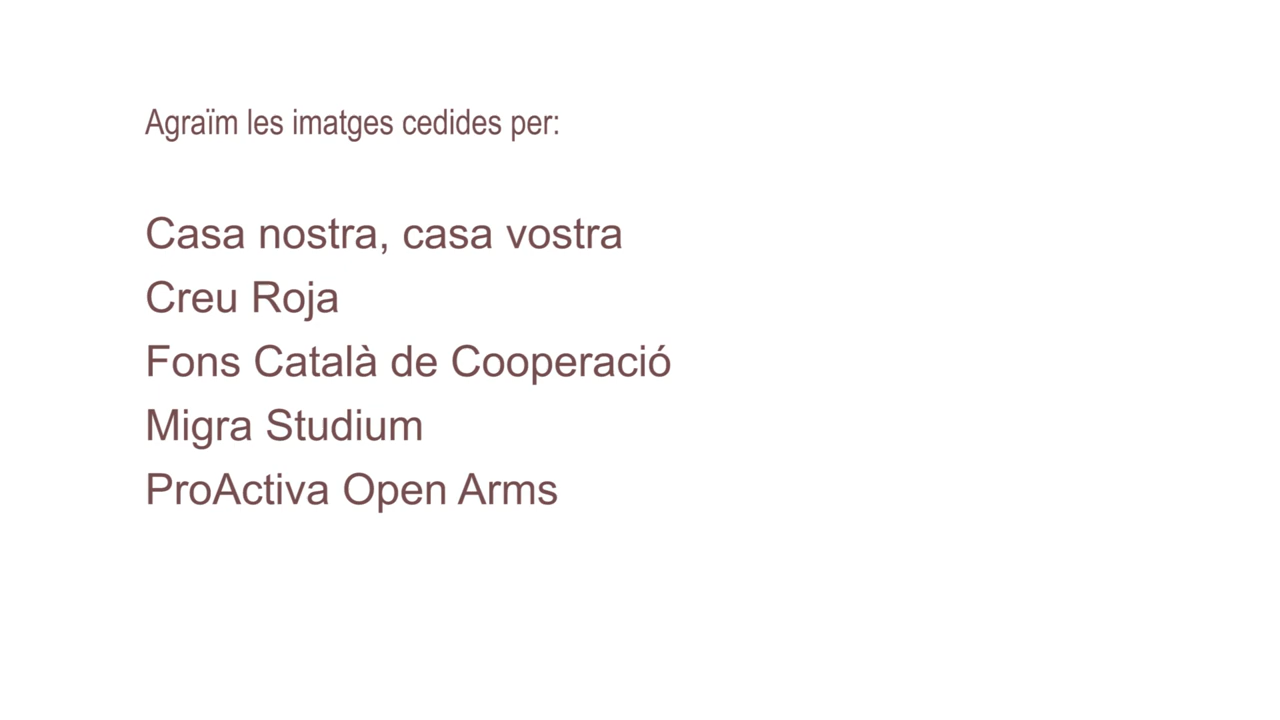 Agraïm les imatges cedides per:
Casa nostra, casa vostra
Creu Roja
Fons Català de Cooperació
Migra Studium
ProActiva Open Arms